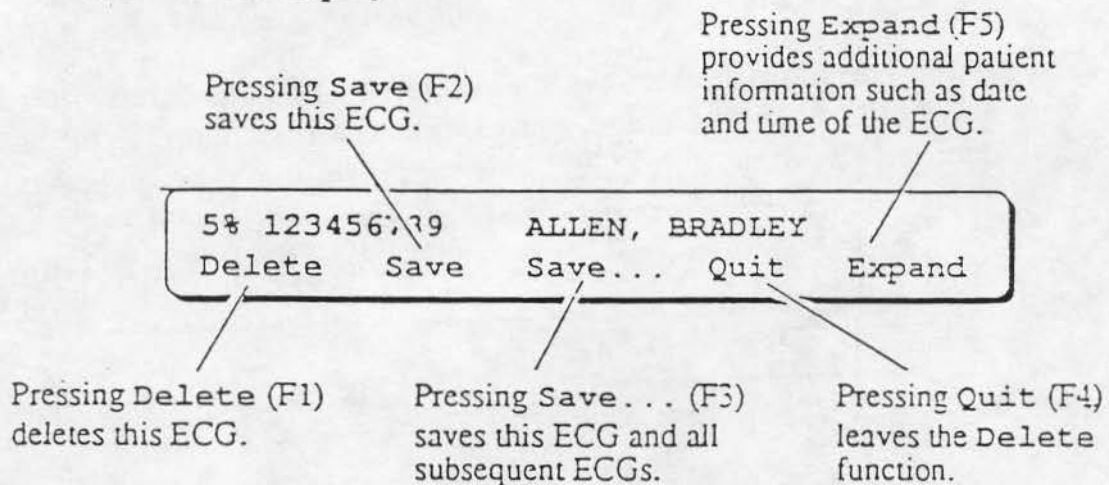 Pressing Expand (F5)
provides additional patient
information such as date
and time of the ECG.
Pressing Save (F2)
saves this ECG.
5% 123456789 ALLEN, BRADLEY
Delete Save Save... Quit Expand
Pressing Delete (F1)
deletes this ECG.
Pressing Save... (F3)
saves this ECG and all
subsequent ECGs.
Pressing Quit (F4)
leaves the Delete
function.